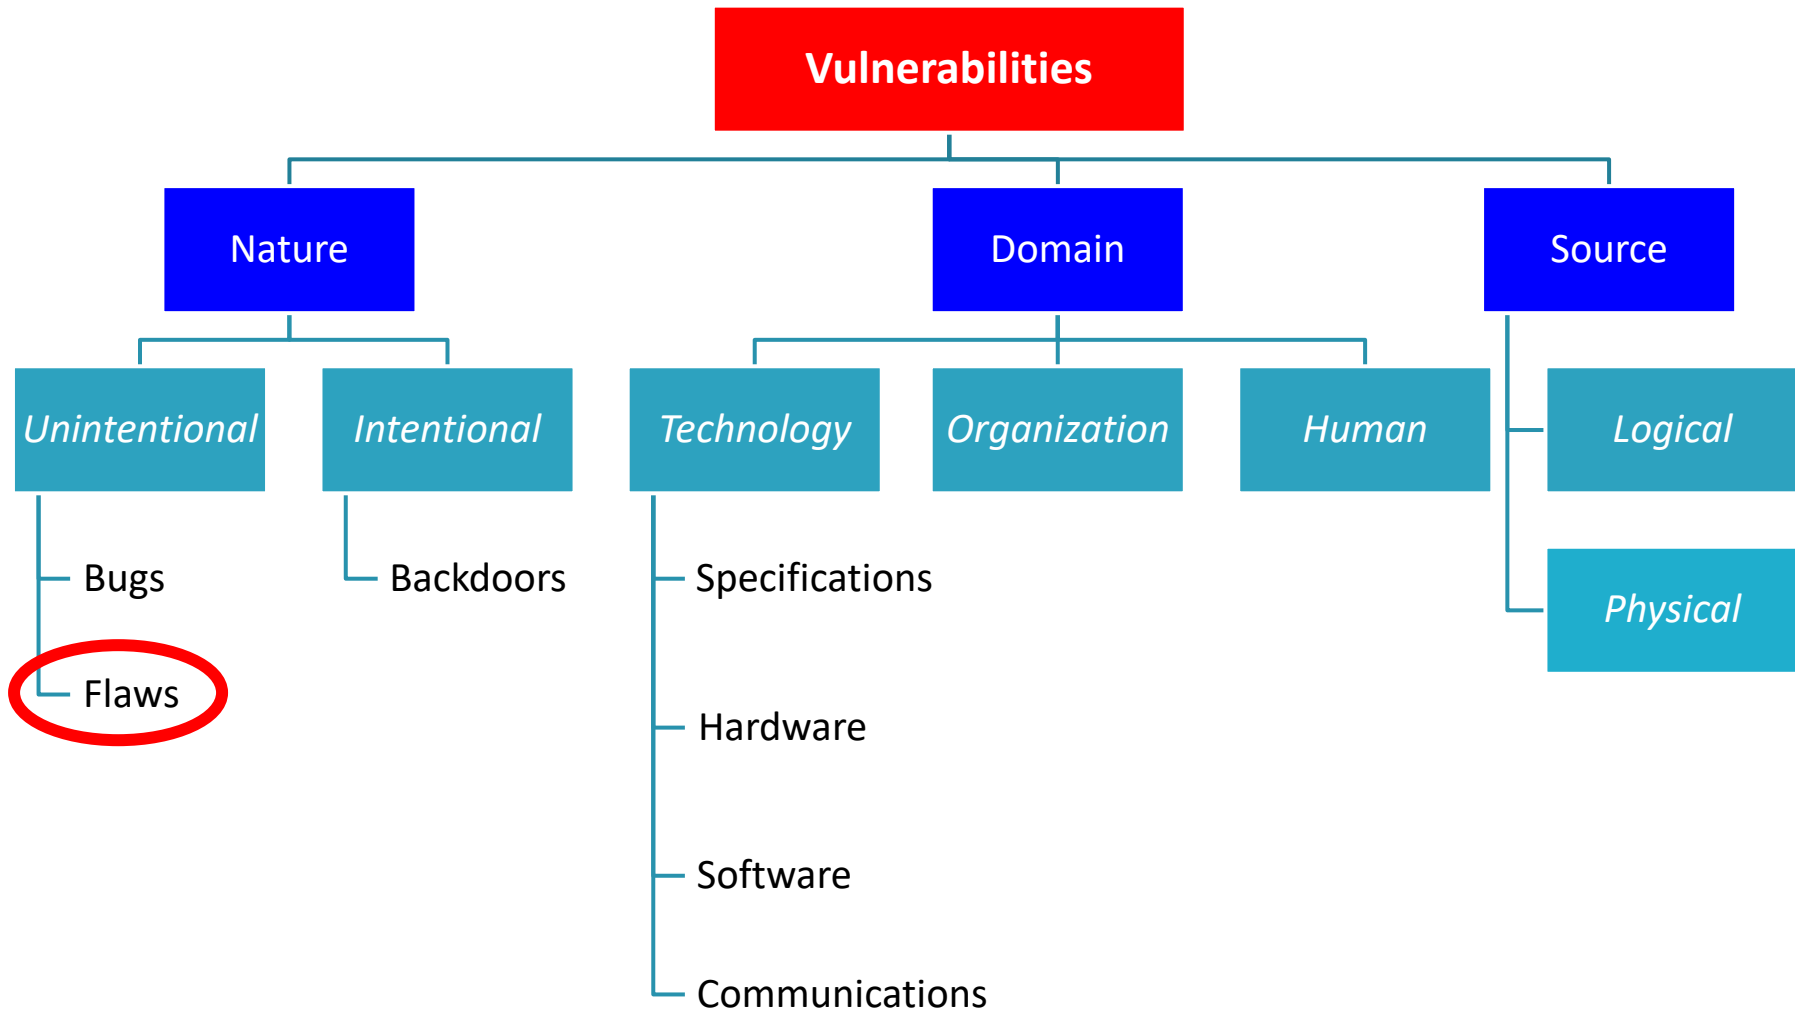 Vulnerabilities
Nature
Domain
Source
Unintentional
Intentional
Technology
Organization
Human
Logical
Physical
Bugs
Flaws
Backdoors
Specifications
Hardware
Software
Communications